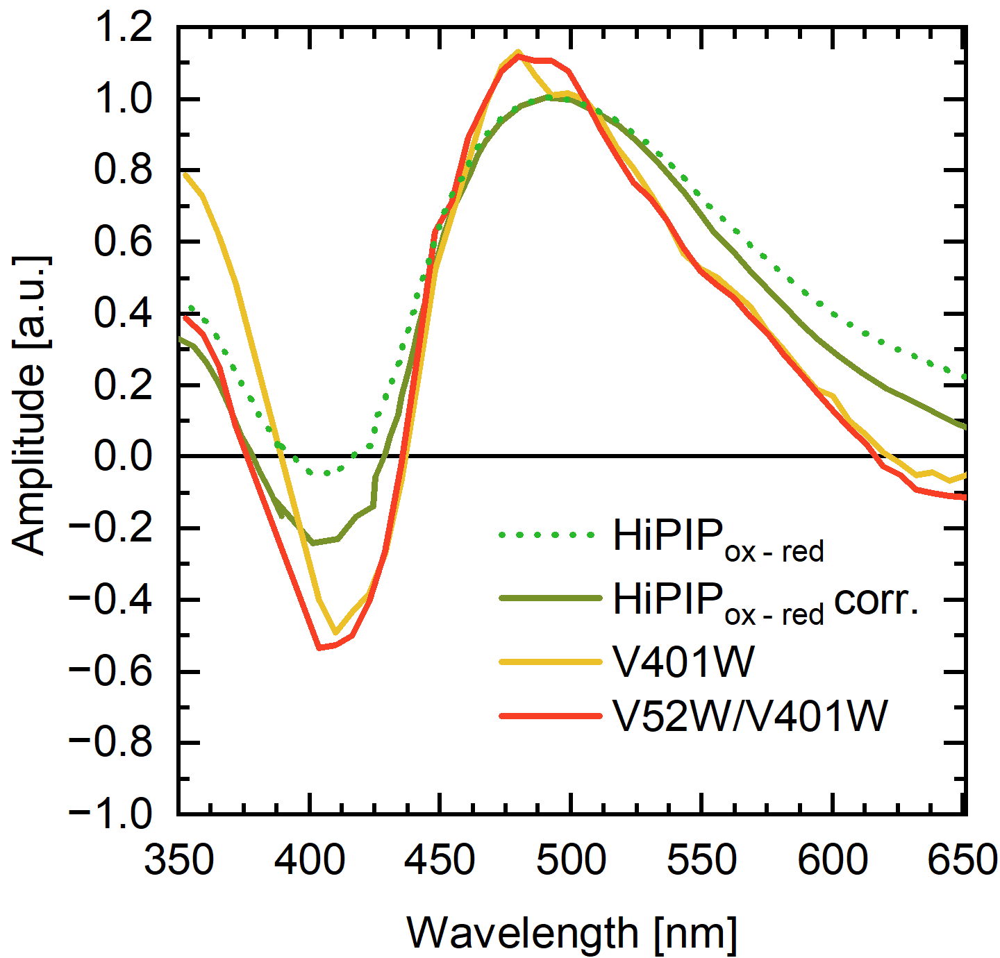 1.2
1.0
0.8
0.6
0.4
0.2
0.0
−0.2
−0.4
−0.6
−0.8
−1.0
Amplitude [a.u.]
HiPIPox - red
HiPIPox - red corr.
V401W
V52W/V401W
350 400 450 500 550 600 650
Wavelength [nm]